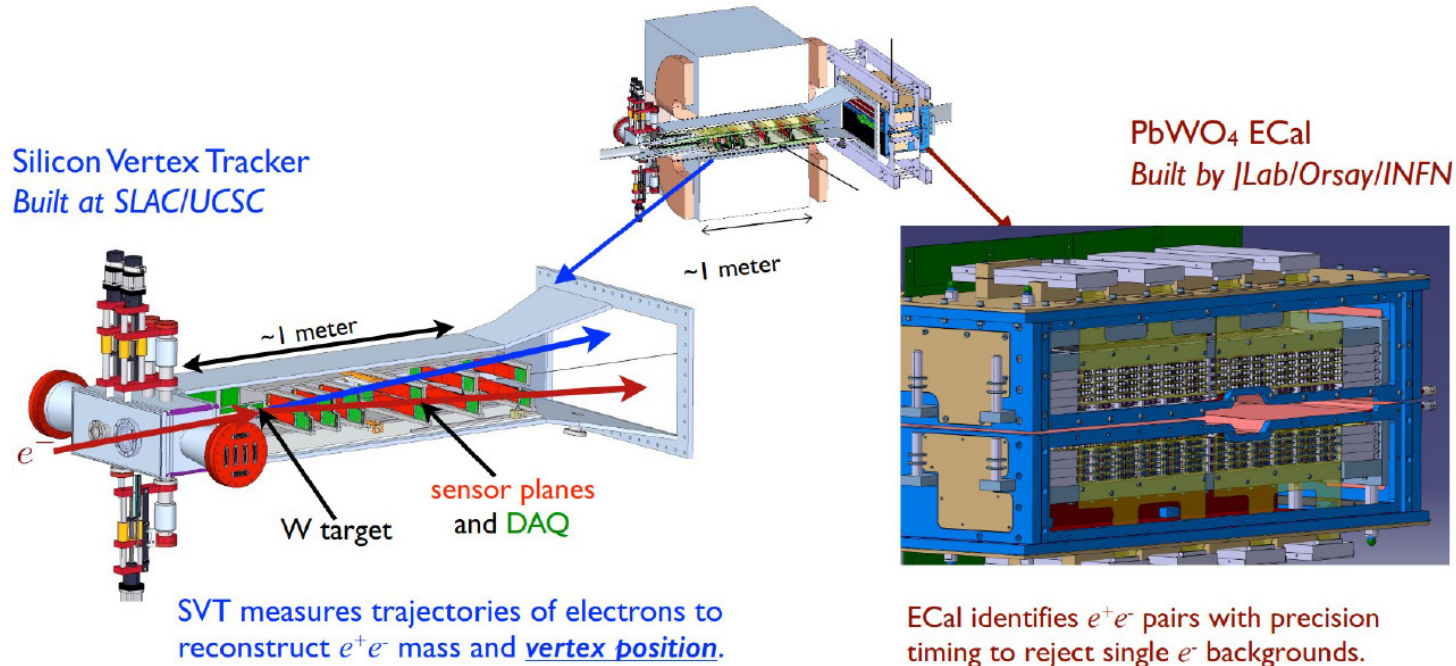 Silicon Vertex Tracker
Built at SLAC/UCSC
PbWO₄ ECal
Built by JLab/Orsay/INFN
~1 meter
~1 meter
e⁻
W target
sensor planes
and DAQ
SVT measures trajectories of electrons to
reconstruct e⁺e⁻ mass and vertex position.
ECal identifies e⁺e⁻ pairs with precision
timing to reject single e⁻ backgrounds.